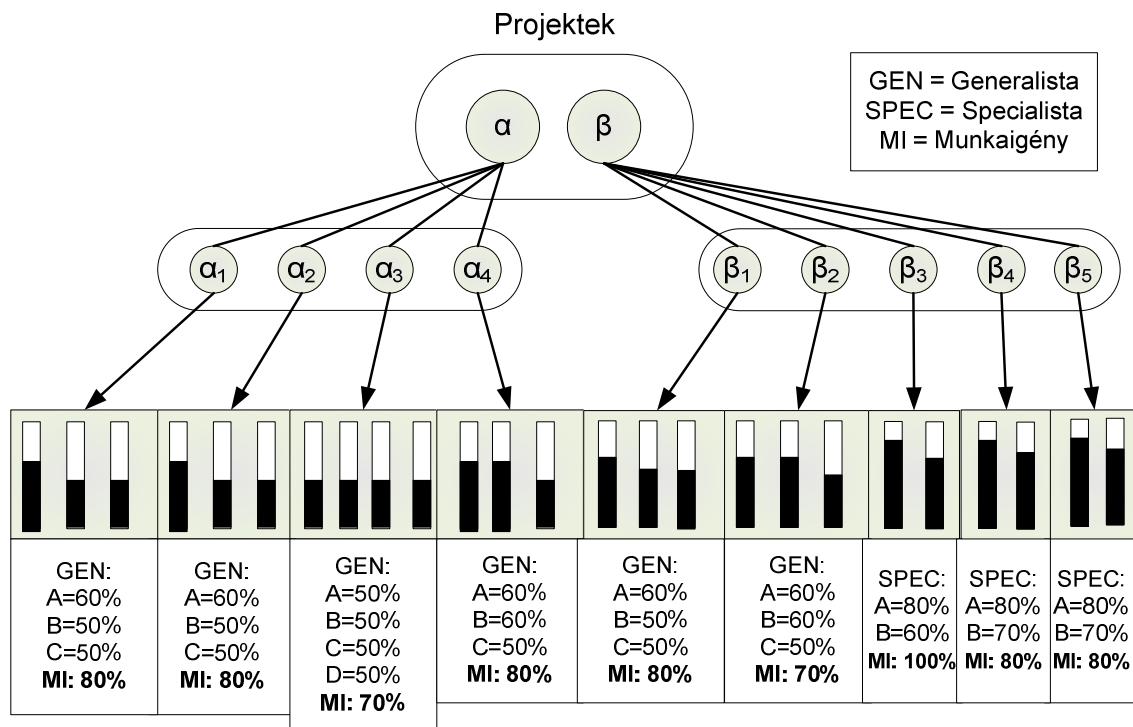 Projektek
GEN = Generalista
SPEC = Specialista
MI = Munkaigény
α
β
α₁
α₂
α₃
α₄
β₁
β₂
β₃
β₄
β₅
GEN:
A=60%
B=50%
C=50%
MI: 80%
GEN:
A=60%
B=50%
C=50%
MI: 80%
GEN:
A=50%
B=50%
C=50%
D=50%
MI: 70%
GEN:
A=60%
B=60%
C=50%
MI: 80%
GEN:
A=60%
B=50%
C=50%
MI: 80%
GEN:
A=60%
B=60%
C=50%
MI: 70%
SPEC:
A=80%
B=60%
MI: 100%
SPEC:
A=80%
B=70%
MI: 80%
SPEC:
A=80%
B=70%
MI: 80%